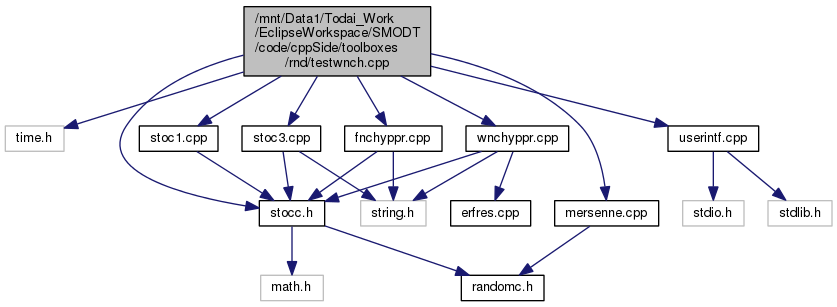 /mnt/Data1/Todai_Work
/EclipseWorkspace/SMODT
/code/cppSide/toolboxes
/rnd/testwnch.cpp
time.h
stoc1.cpp
stoc3.cpp
fnchyppr.cpp
wnchyppr.cpp
userintf.cpp
stocc.h
string.h
erfres.cpp
mersenne.cpp
stdio.h
stdlib.h
math.h
randomc.h